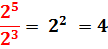 2⁵/2³ = 2² = 4